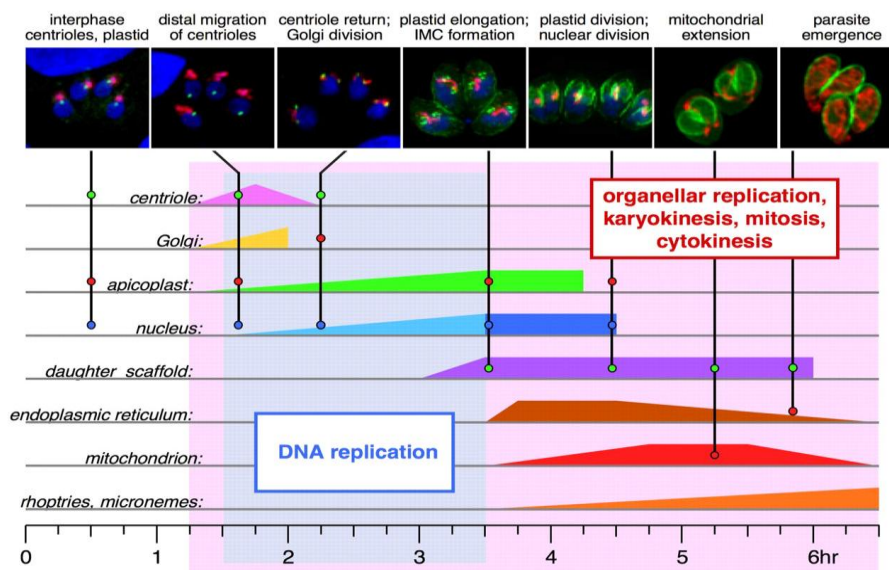 interphase
centrioles, plastid
distal migration
of centrioles
centriole return;
Golgi division
plastid elongation;
IMC formation
plastid division;
nuclear division
mitochondrial
extension
parasite
emergence
centriole:
Golgi:
apicoplast:
nucleus:
daughter scaffold:
endoplasmic reticulum:
mitochondrion:
rhoptries, micronemes:
organellar replication,
karyokinesis, mitosis,
cytokinesis
DNA replication
0 1 2 3 4 5 6hr